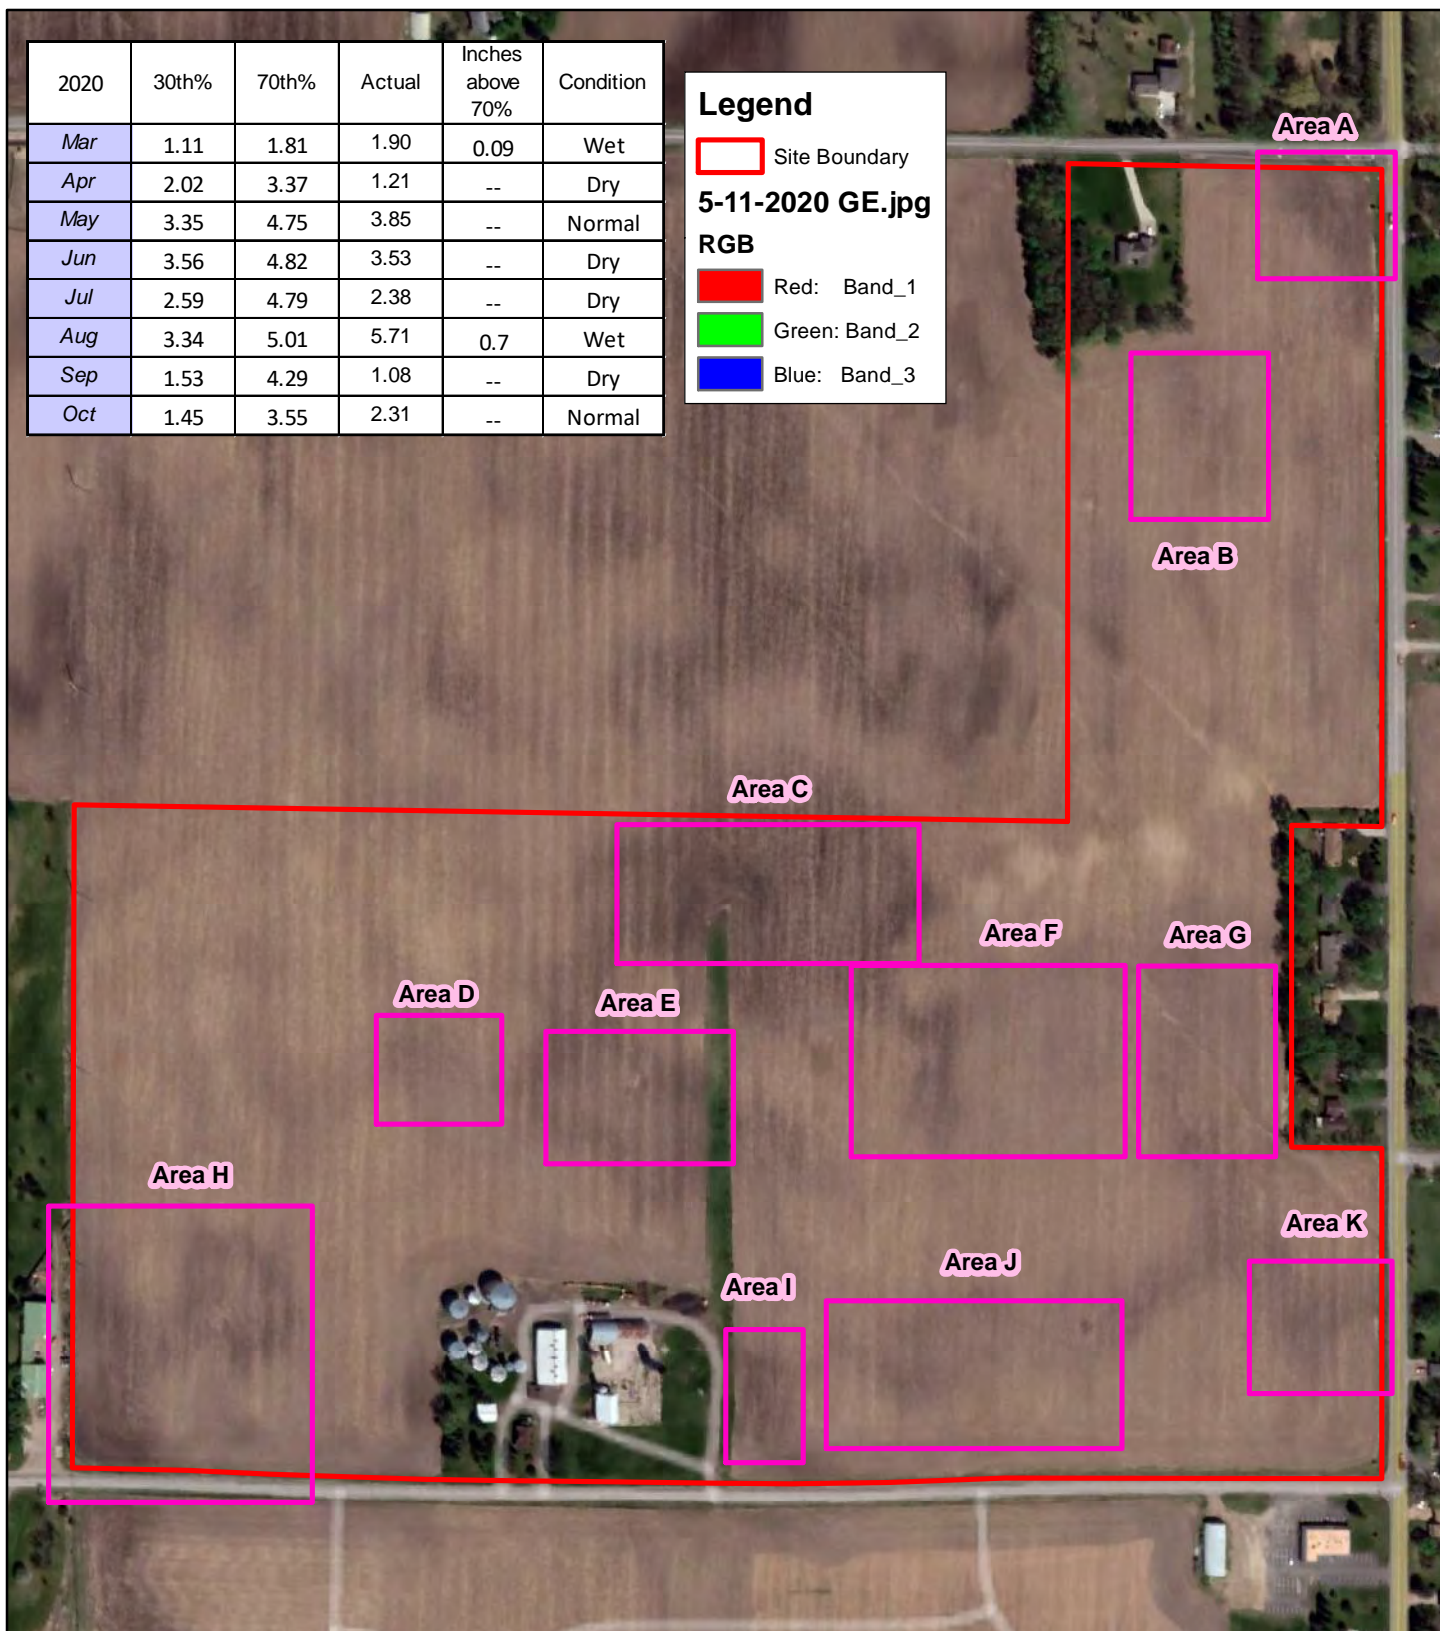 2020 30th% 70th% Actual Inches above 70% Condition
Mar 1.11 1.81 1.90 0.09 Wet
Apr 2.02 3.37 1.21 -- Dry
May 3.35 4.75 3.85 -- Normal
Jun 3.56 4.82 3.53 -- Dry
Jul 2.59 4.79 2.38 -- Dry
Aug 3.34 5.01 5.71 0.7 Wet
Sep 1.53 4.29 1.08 -- Dry
Oct 1.45 3.55 2.31 -- Normal
Legend
Site Boundary
5-11-2020 GE.jpg
RGB
Red: Band_1
Green: Band_2
Blue: Band_3
Area A
Area B
Area C
Area F
Area G
Area D
Area E
Area H
Area K
Area J
Area I